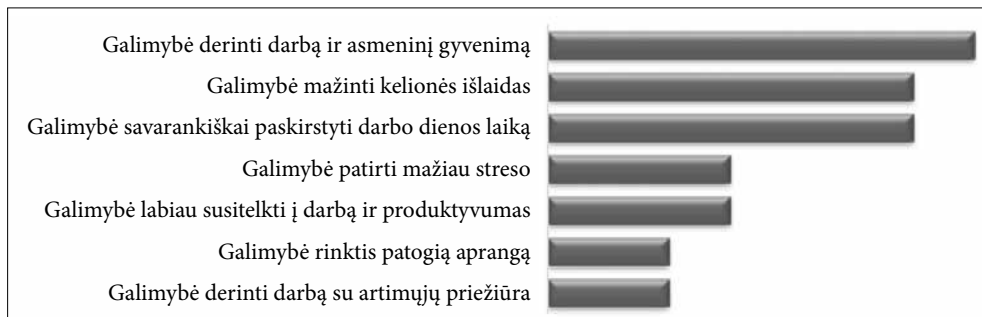 Galimybė derinti darbą ir asmeninį gyvenimą
Galimybė mažinti kelionės išlaidas
Galimybė savarankiškai paskirstyti darbo dienos laiką
Galimybė patirti mažiau streso
Galimybė labiau susitelkti į darbą ir produktyvumas
Galimybė rinktis patogią aprangą
Galimybė derinti darbą su artimųjų priežiūra